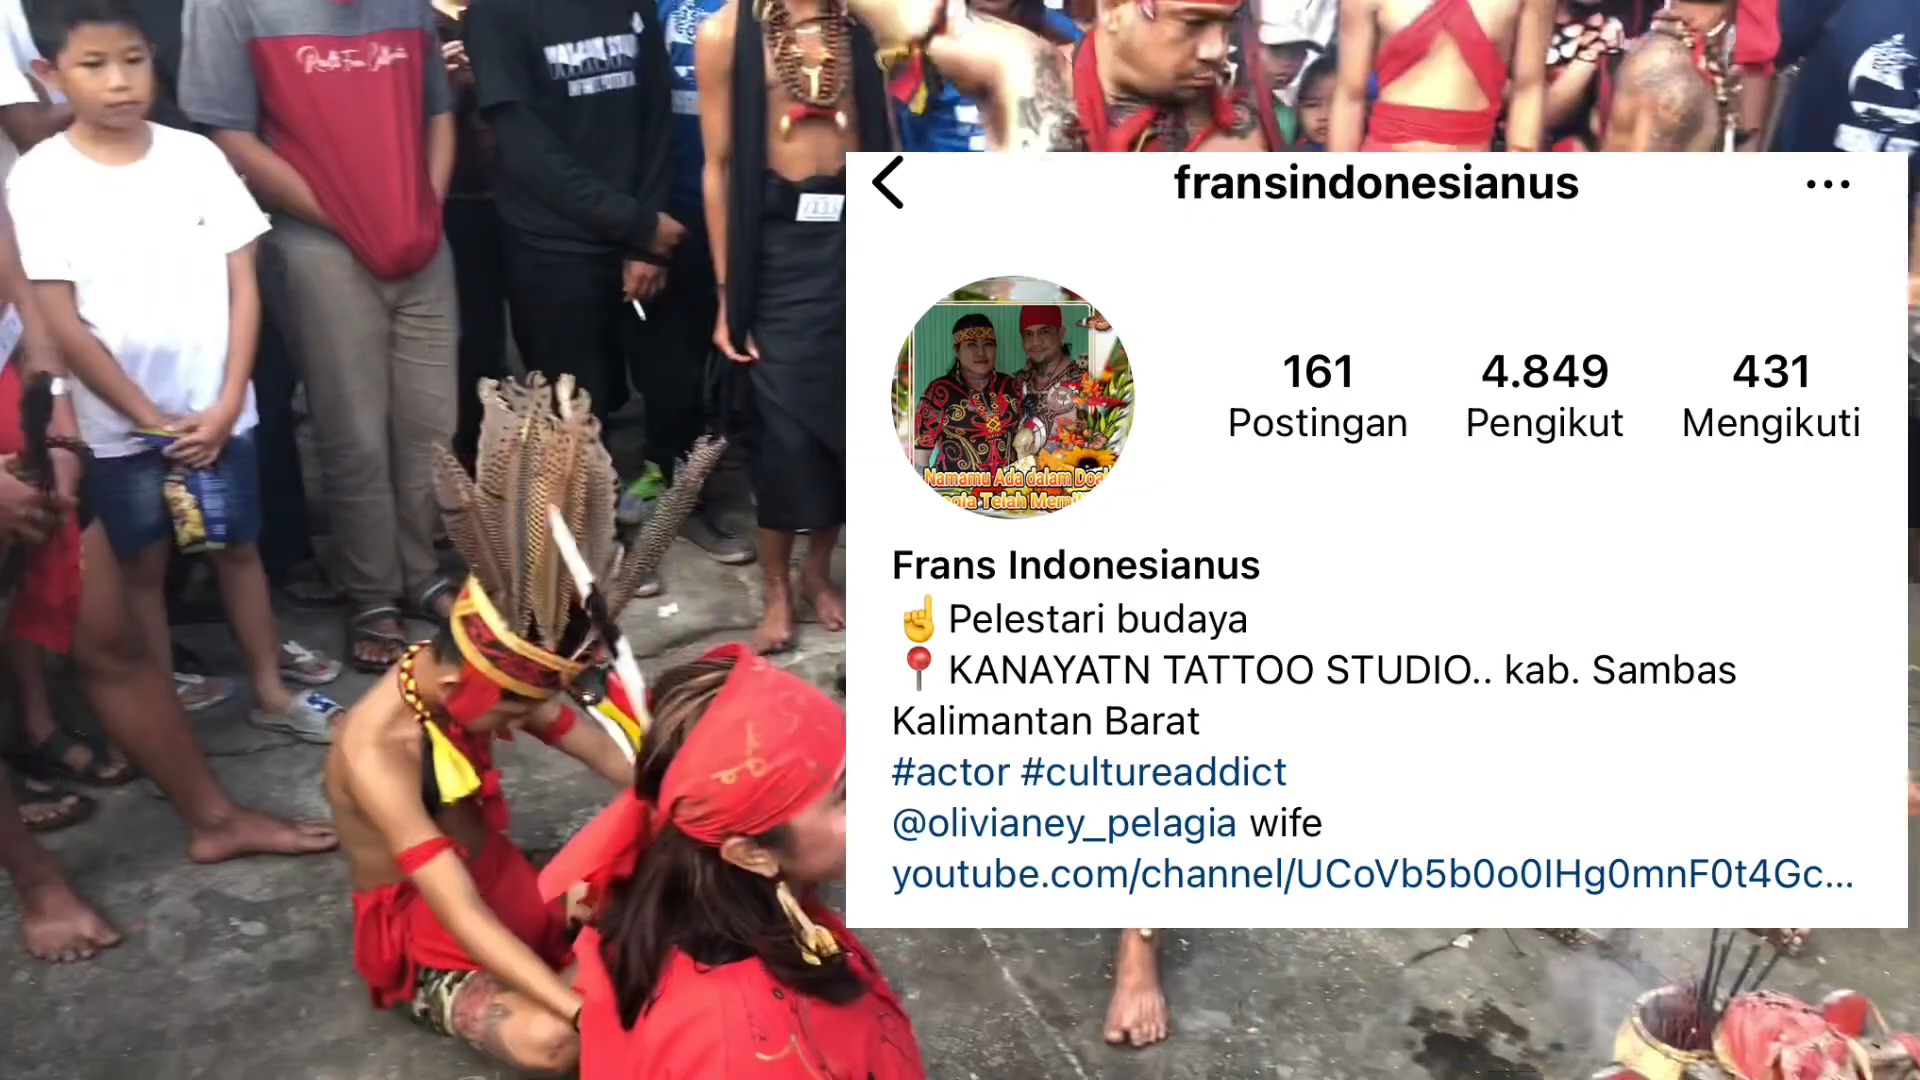 fransindonesianus
161
4.849
431
Postingan
Pengikut
Mengikuti
Namamu Ada dalam Doa
Telah
Frans Indonesianus
☝️Pelestari budaya
📍KANAYATN TATTOO STUDIO.. kab. Sambas
Kalimantan Barat
#actor #cultureaddict
@olivianey_pelagia wife
youtube.com/channel/UCoVb5b0o0IHg0mnF0t4Gc...